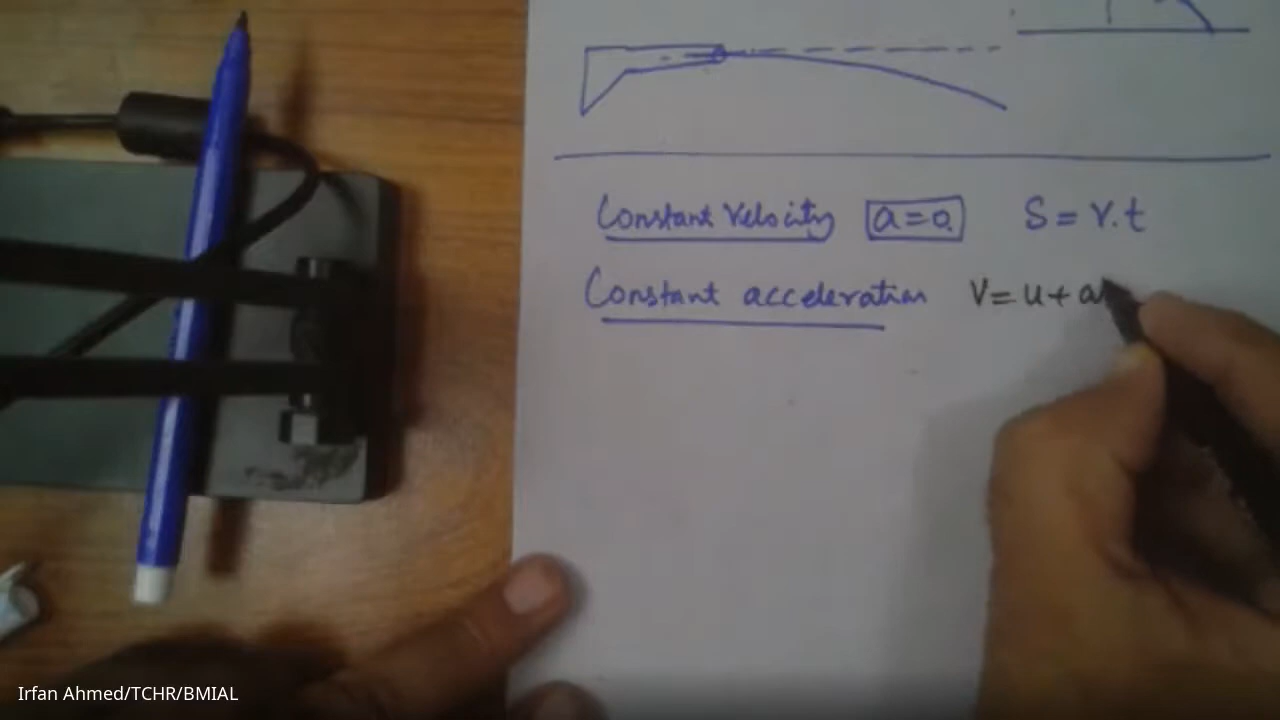 Constant Velocity a=0. S = v.t
Constant acceleration V= u+ a
Irfan Ahmed/TCHR/BMIAL